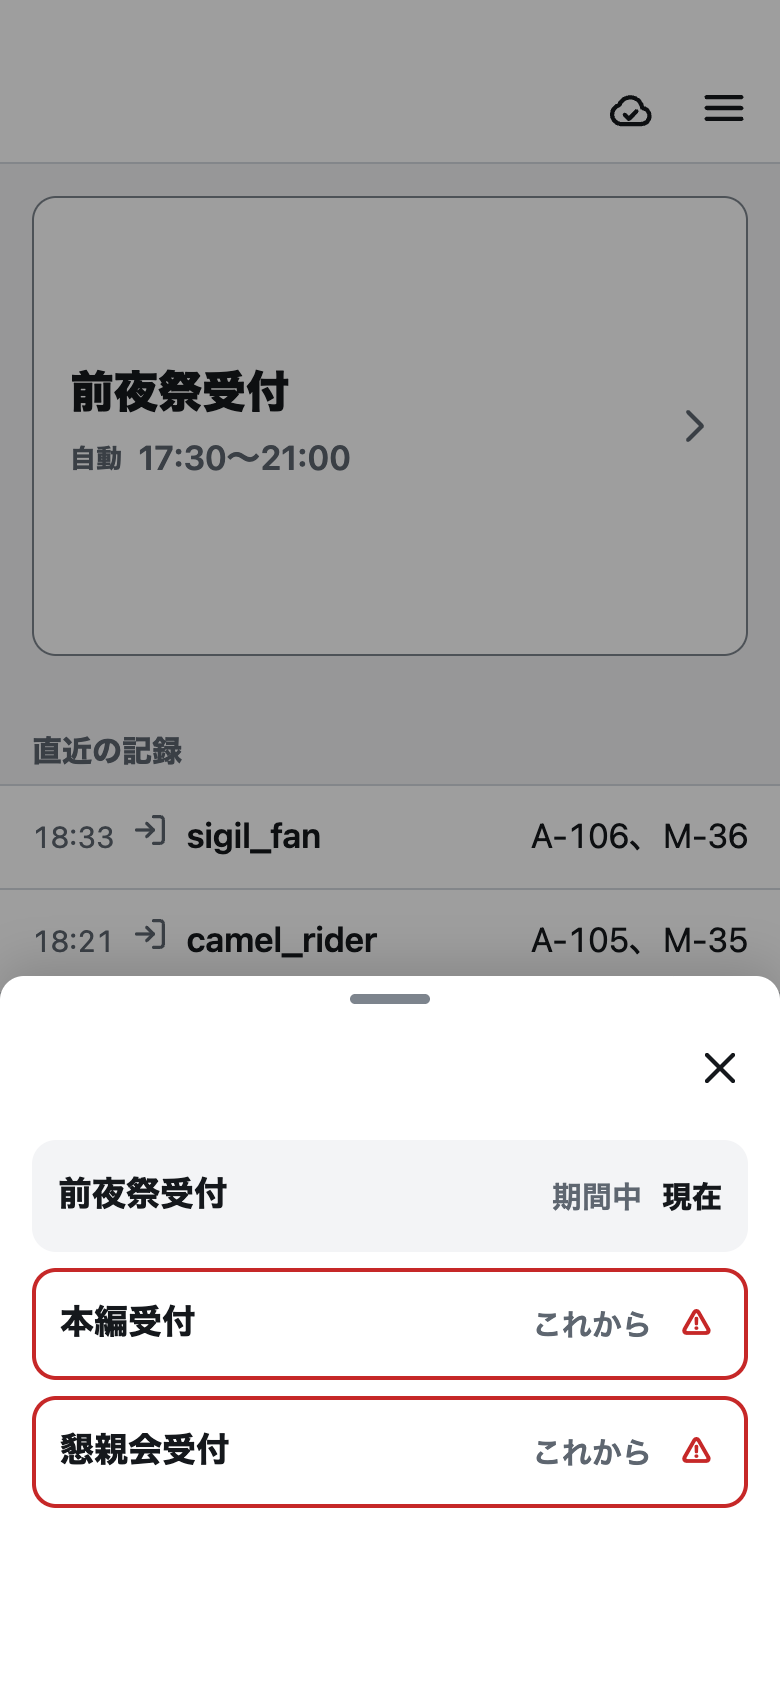 前夜祭受付
自動 17:30〜21:00
直近の記録
18:33 sigil_fan A-106、M-36
18:21 camel_rider A-105、M-35
前夜祭受付 期間中 現在
本編受付 これから
懇親会受付 これから